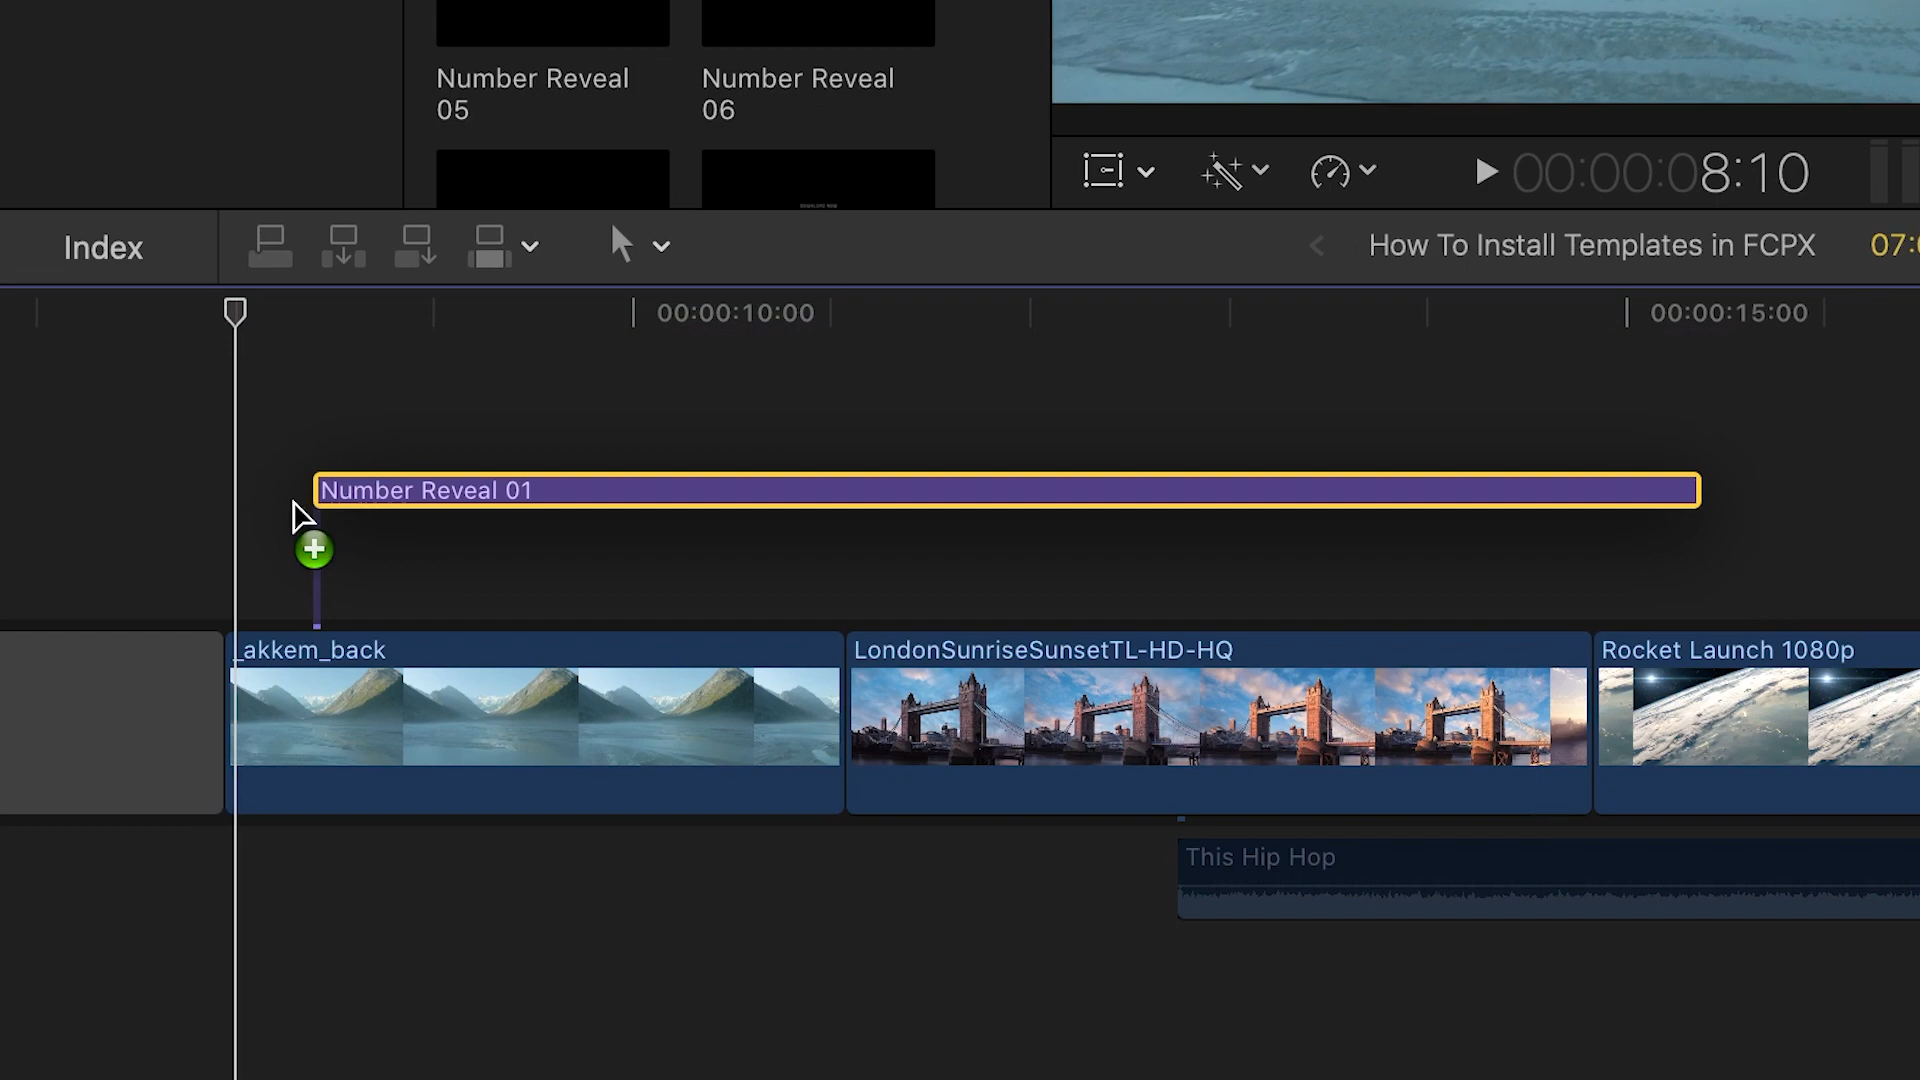 Number Reveal
05
Number Reveal
06
DOWNLOAD NOW
00:00:08:10
Index
How To Install Templates in FCPX
00:00:10:00
00:00:15:00
Number Reveal 01
_akkem_back
LondonSunriseSunsetTL-HD-HQ
Rocket Launch 1080p
This Hip Hop